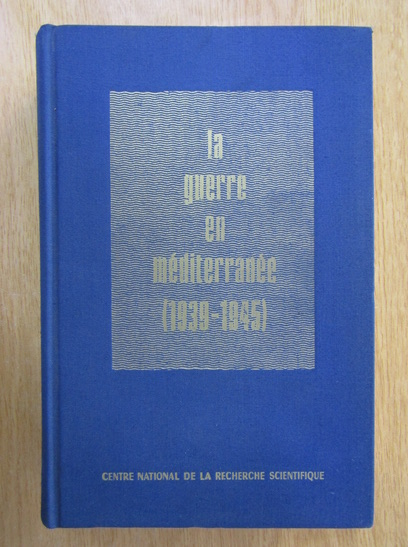 la
guerre
en
méditerranée
(1939-1945)
CENTRE NATIONAL DE LA RECHERCHE SCIENTIFIQUE